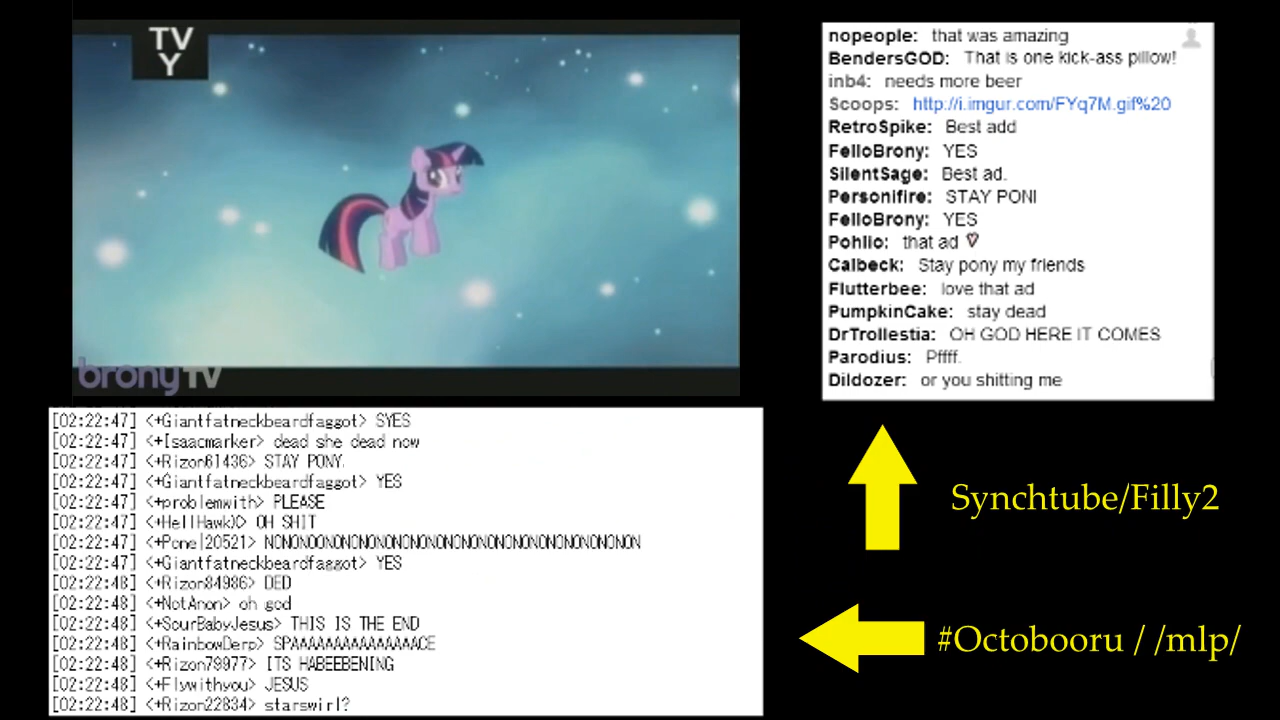 TV
Y
bronyTV
nopeople: that was amazing
BendersGOD: That is one kick-ass pillow!
inb4: needs more beer
Scoops: http://i.imgur.com/FYq7M.gif%20
RetroSpike: Best add
FelloBrony: YES
SilentSage: Best ad.
Personifire: STAY PONI
FelloBrony: YES
Pohlio: that ad
Calbeck: Stay pony my friends
Flutterbee: love that ad
PumpkinCake: stay dead
DrTrollestia: OH GOD HERE IT COMES
Parodius: Pffff.
Dildozer: or you shitting me
[02:22:47] <+Giantfatneckbeardfaggot> SYES
[02:22:47] <+Isaacmarker> dead she dead now
[02:22:47] <+Rizon61436> STAY PONY.
[02:22:47] <+Giantfatneckbeardfaggot> YES
[02:22:47] <+problemwith> PLEASE
[02:22:47] <+HellHawkX> OH SHIT
[02:22:47] <+Pone|20521> NONONOONONONONONONONONONONONONONONONONONONONON
[02:22:47] <+Giantfatneckbeardfaggot> YES
[02:22:48] <+Rizon84986> DED
[02:22:48] <+NotAnon> oh god
[02:22:48] <+SourBabyJesus> THIS IS THE END
[02:22:48] <+RainbowDerp> SPAAAAAAAAAAAAAAACE
[02:22:48] <+Rizon79977> ITS HABEEBENING
[02:22:48] <+Flywithyou> JESUS
[02:22:48] <+Rizon22834> starswirl?
Synchtube/Filly2
#Octobooru / /mlp/